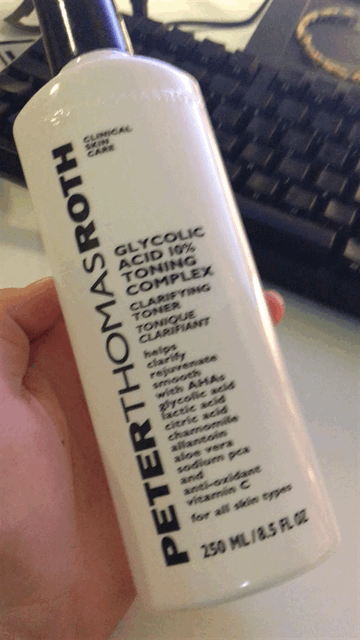 PETERTHOMASROTH
CLINICAL
SKIN
CARE
GLYCOLIC
ACID 10%
TONING
COMPLEX
CLARIFYING
TONER
TONIQUE
CLARIFIANT
helps
clarify
rejuvenate
smooth
with AHAs
glycolic acid
lactic acid
citric acid
chamomile
allantoin
aloe vera
sodium pca
and
anti-oxidant
vitamin C
for all skin types
250 ML/8.5 FL OZ